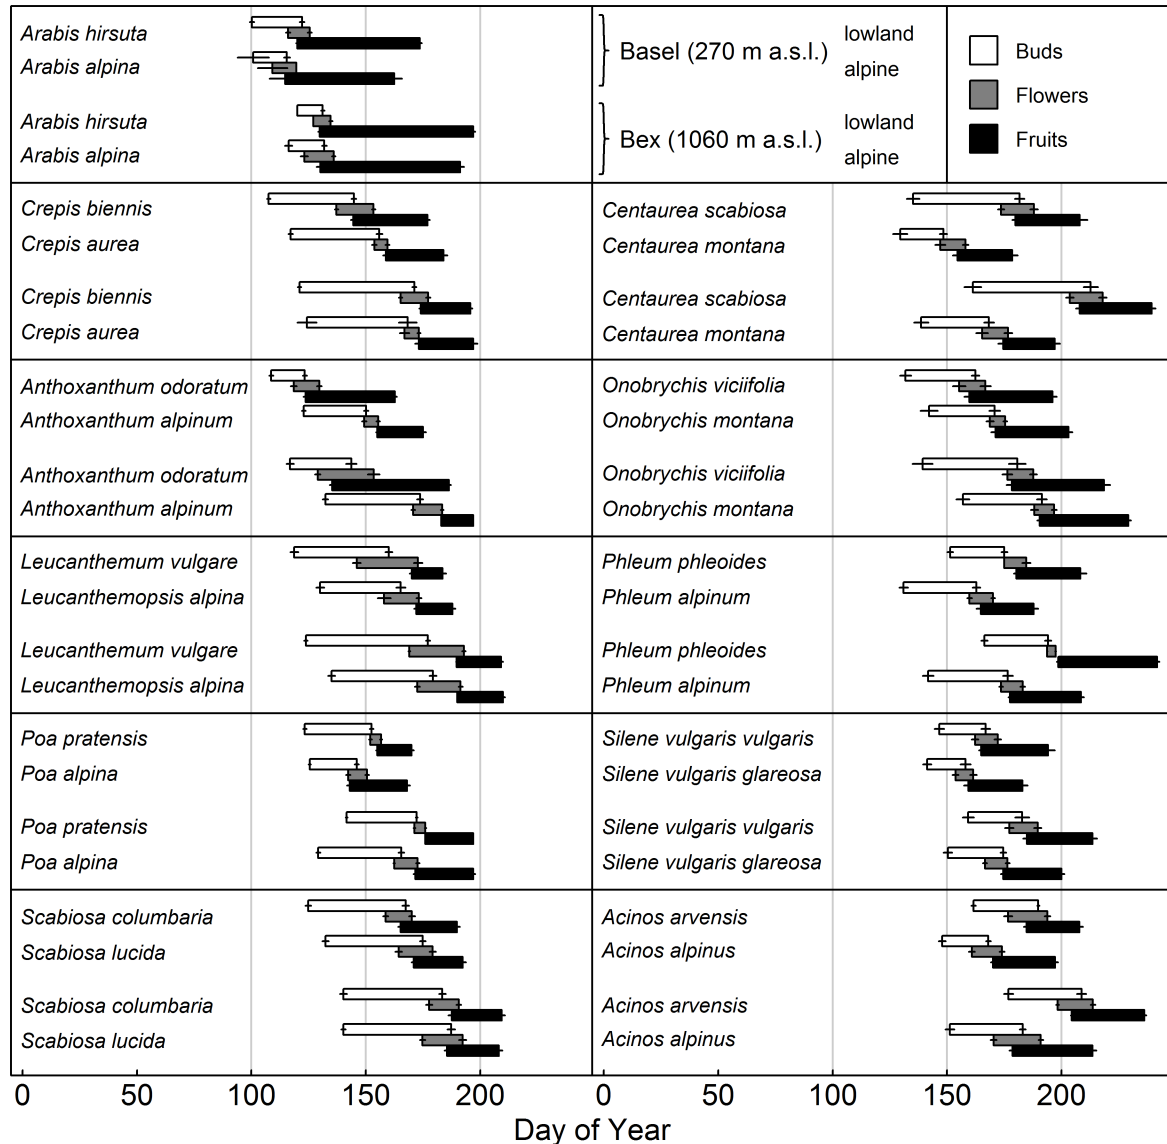 Arabis hirsuta
Arabis alpina
Arabis hirsuta
Arabis alpina
Basel (270 m a.s.l.) lowland
alpine
Bex (1060 m a.s.l.) lowland
alpine
Buds
Flowers
Fruits
Crepis biennis
Crepis aurea
Crepis biennis
Crepis aurea
Centaurea scabiosa
Centaurea montana
Centaurea scabiosa
Centaurea montana
Anthoxanthum odoratum
Anthoxanthum alpinum
Anthoxanthum odoratum
Anthoxanthum alpinum
Onobrychis viciifolia
Onobrychis montana
Onobrychis viciifolia
Onobrychis montana
Leucanthemum vulgare
Leucanthemopsis alpina
Leucanthemum vulgare
Leucanthemopsis alpina
Phleum phleoides
Phleum alpinum
Phleum phleoides
Phleum alpinum
Poa pratensis
Poa alpina
Poa pratensis
Poa alpina
Silene vulgaris vulgaris
Silene vulgaris glareosa
Silene vulgaris vulgaris
Silene vulgaris glareosa
Scabiosa columbaria
Scabiosa lucida
Scabiosa columbaria
Scabiosa lucida
Acinos arvensis
Acinos alpinus
Acinos arvensis
Acinos alpinus
0 50 100 150 200 0 50 100 150 200
Day of Year